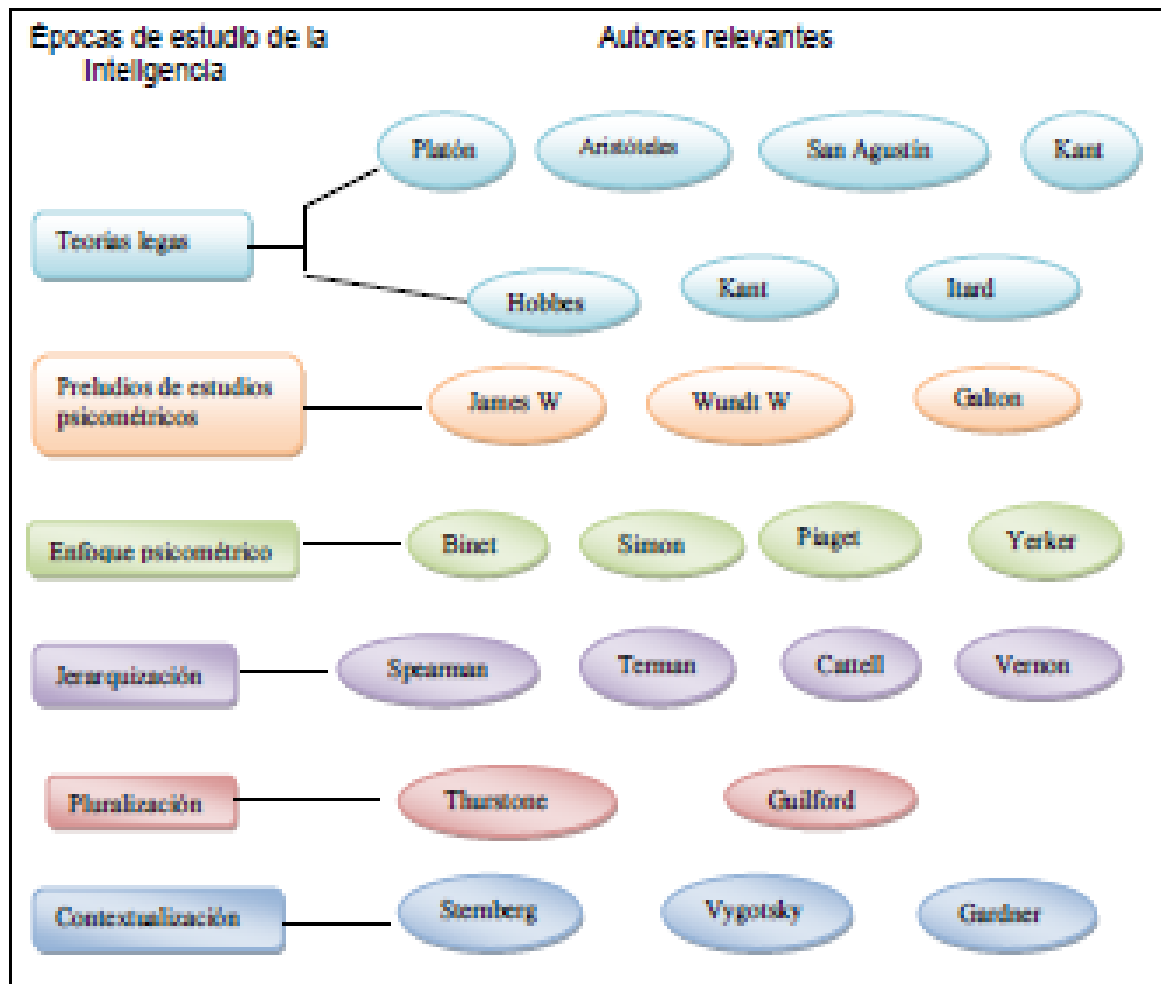 Épocas de estudio de la
Inteligencia
Autores relevantes
Platón
Aristóteles
San Agustín
Kant
Teorías legas
Hobbes
Kant
Itard
Preludios de estudios
psicométricos
James W
Wundt W
Galton
Enfoque psicométrico
Binet
Simon
Piaget
Yerker
Jerarquización
Spearman
Terman
Cattell
Vernon
Pluralización
Thurstone
Guilford
Contextualización
Sternberg
Vygotsky
Gardner